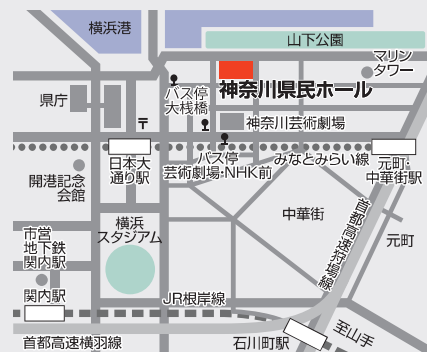 横浜港
山下公園
マリン
タワー
神奈川県民ホール
バス停
大桟橋
県庁
〒
神奈川芸術劇場
日本大
通り駅
バス停
芸術劇場・NHK前
みなとみらい線
元町・
中華街駅
開港記念
会館
横浜
スタジアム
中華街
首都高速狩場線
元町
市営
地下鉄
関内駅
関内駅
JR根岸線
首都高速横羽線
石川町駅
至山手